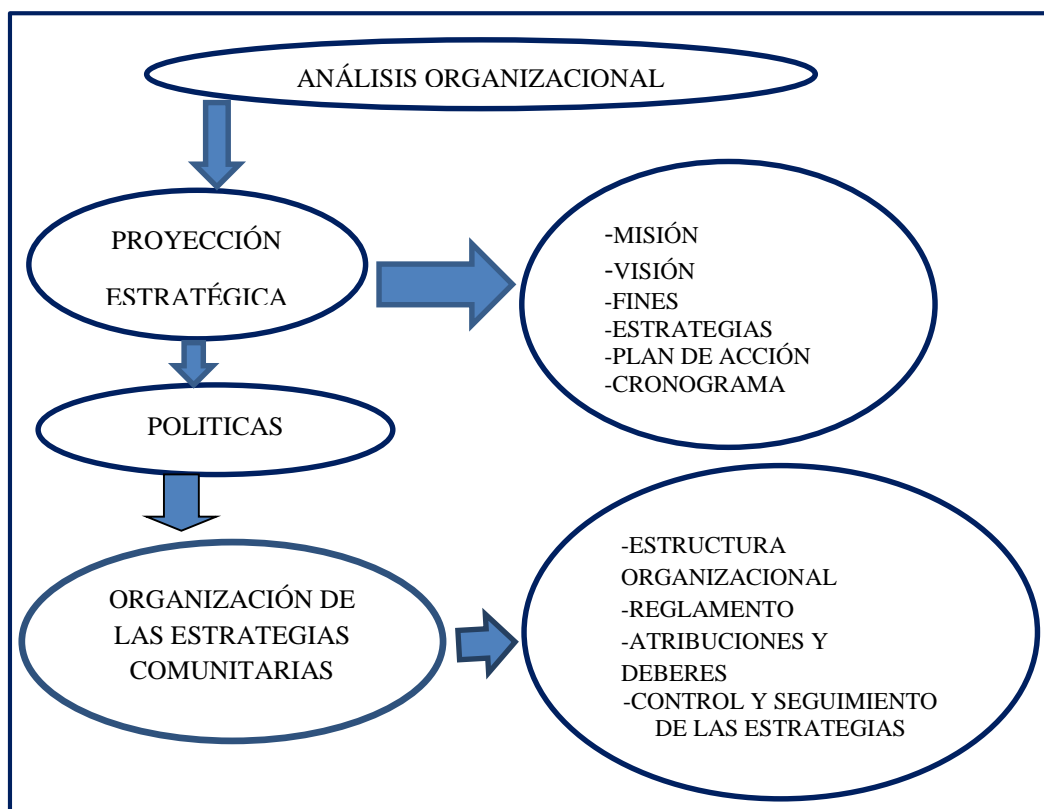 ANÁLISIS ORGANIZACIONAL
PROYECCIÓN
ESTRATÉGICA
-MISIÓN
-VISIÓN
-FINES
-ESTRATEGIAS
-PLAN DE ACCIÓN
-CRONOGRAMA
POLITICAS
ORGANIZACIÓN DE
LAS ESTRATEGIAS
COMUNITARIAS
-ESTRUCTURA
ORGANIZACIONAL
-REGLAMENTO
-ATRIBUCIONES Y
DEBERES
-CONTROL Y SEGUIMIENTO
DE LAS ESTRATEGIAS